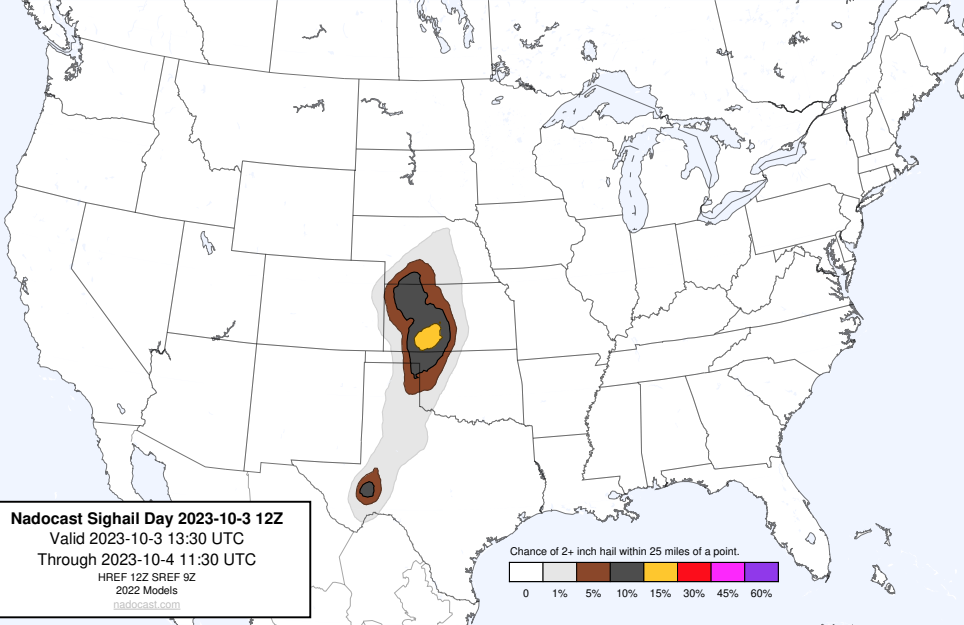 Nadocast Sighail Day 2023-10-3 12Z
Valid 2023-10-3 13:30 UTC
Through 2023-10-4 11:30 UTC
HREF 12Z SREF 9Z
2022 Models
nadocast.com
Chance of 2+ inch hail within 25 miles of a point.
0 1% 5% 10% 15% 30% 45% 60%